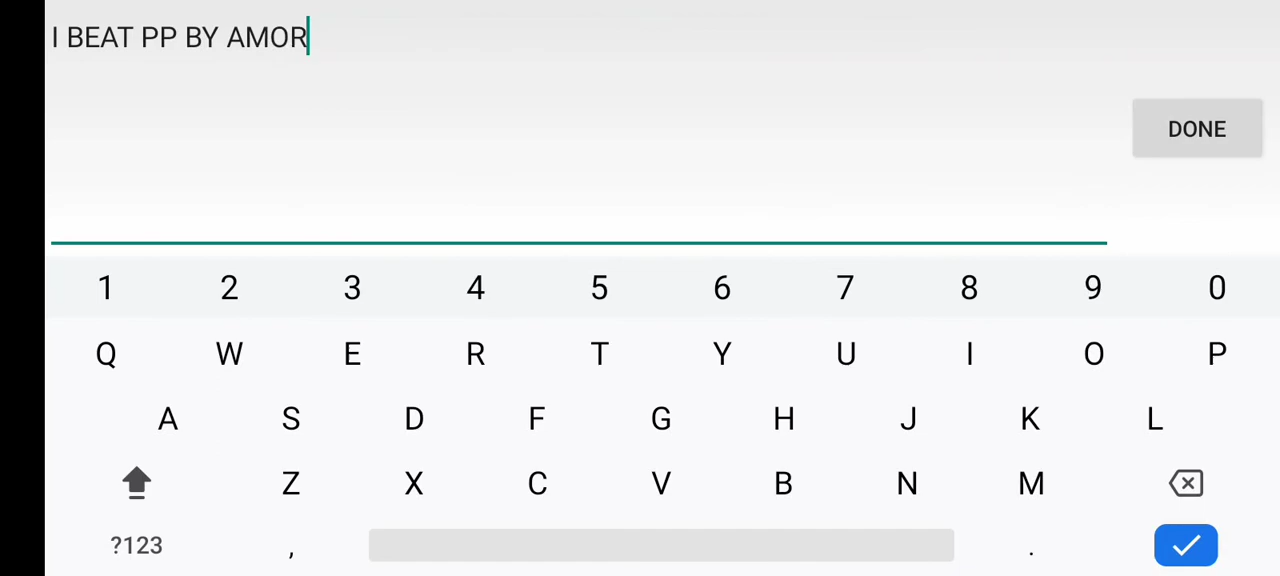 I BEAT PP BY AMOR
DONE
1 2 3 4 5 6 7 8 9 0
Q W E R T Y U I O P
A S D F G H J K L
Z X C V B N M
?123 , .